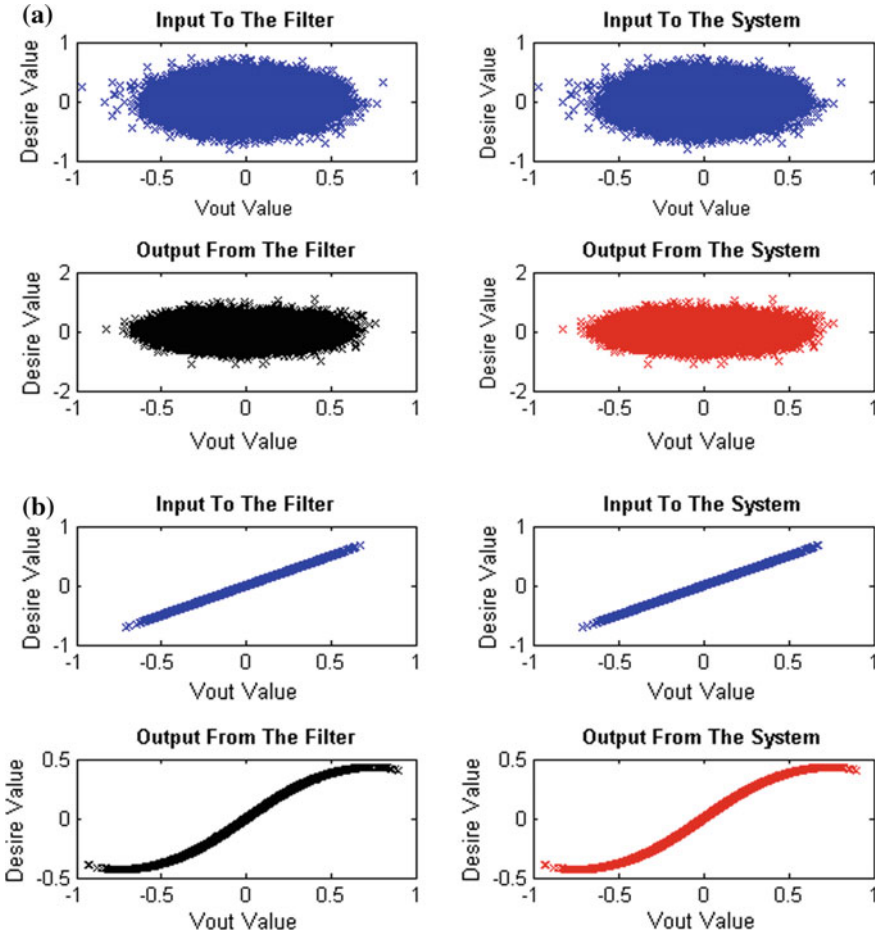 (a)
Input To The Filter
Desire Value
1
0
-1
-1 -0.5 0 0.5 1
Vout Value
Input To The System
Desire Value
1
0
-1
-1 -0.5 0 0.5 1
Vout Value
Output From The Filter
Desire Value
2
0
-2
-1 -0.5 0 0.5 1
Vout Value
Output From The System
Desire Value
2
0
-2
-1 -0.5 0 0.5 1
Vout Value
(b)
Input To The Filter
Desire Value
1
0
-1
-1 -0.5 0 0.5 1
Vout Value
Input To The System
Desire Value
1
0
-1
-1 -0.5 0 0.5 1
Vout Value
Output From The Filter
Desire Value
0.5
0
-0.5
-1 -0.5 0 0.5 1
Vout Value
Output From The System
Desire Value
0.5
0
-0.5
-1 -0.5 0 0.5 1
Vout Value